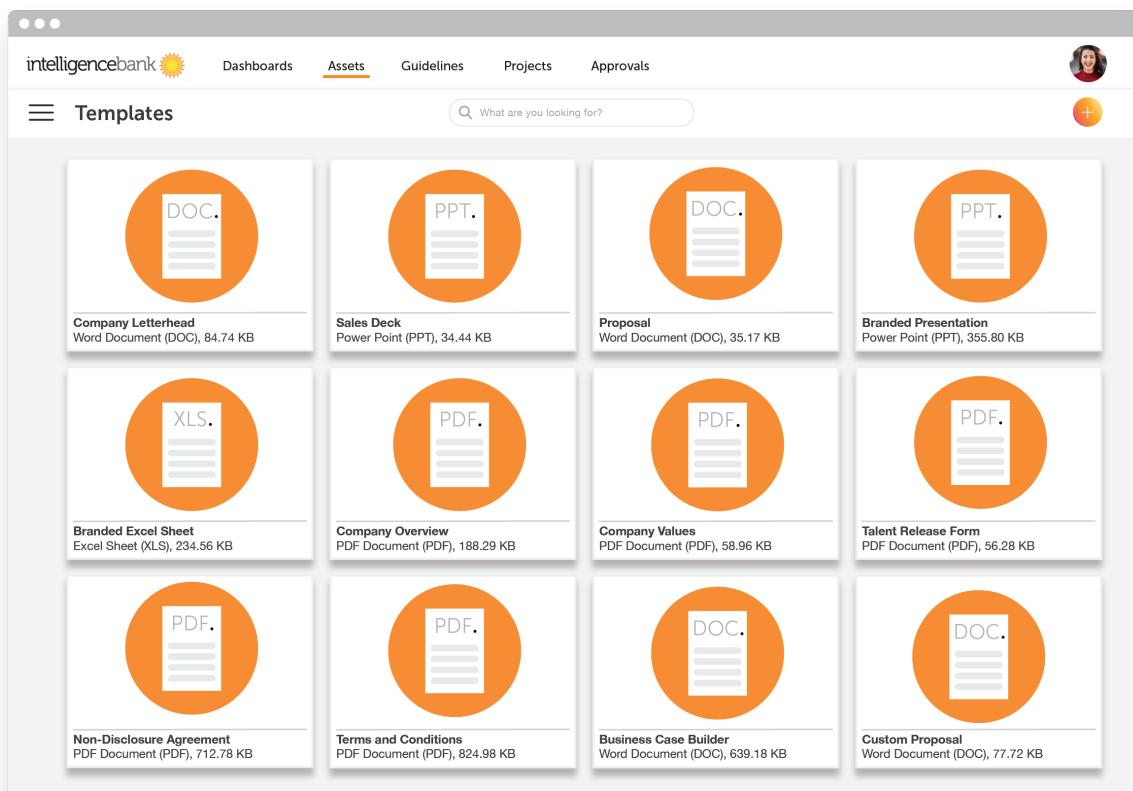 intelligencebank
Dashboards
Assets
Guidelines
Projects
Approvals
Templates
What are you looking for?
DOC.
PPT.
DOC.
PPT.
Company Letterhead
Word Document (DOC), 84.74 KB
Sales Deck
Power Point (PPT), 34.44 KB
Proposal
Word Document (DOC), 35.17 KB
Branded Presentation
Power Point (PPT), 355.80 KB
XLS.
PDF.
PDF.
PDF.
Branded Excel Sheet
Excel Sheet (XLS), 234.56 KB
Company Overview
PDF Document (PDF), 188.29 KB
Company Values
PDF Document (PDF), 58.96 KB
Talent Release Form
PDF Document (PDF), 56.28 KB
PDF.
PDF.
DOC.
DOC.
Non-Disclosure Agreement
PDF Document (PDF), 712.78 KB
Terms and Conditions
PDF Document (PDF), 824.98 KB
Business Case Builder
Word Document (DOC), 639.18 KB
Custom Proposal
Word Document (DOC), 77.72 KB